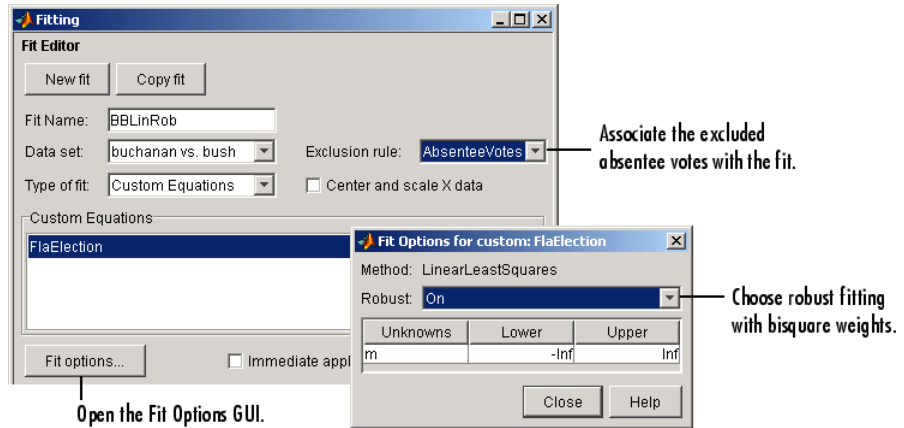 Fitting
Fit Editor
New fit
Copy fit
Fit Name: BBLinRob
Data set: buchanan vs. bush
Exclusion rule: AbsenteeVotes
Type of fit: Custom Equations
Center and scale X data
Custom Equations
FlaElection
Fit options...
Immediate appl
Open the Fit Options GUI.
Fit Options for custom: FlaElection
Method: LinearLeastSquares
Robust: On
Unknowns Lower Upper
m -Inf Inf
Close Help
Associate the excluded
absentee votes with the fit.
Choose robust fitting
with bisquare weights.